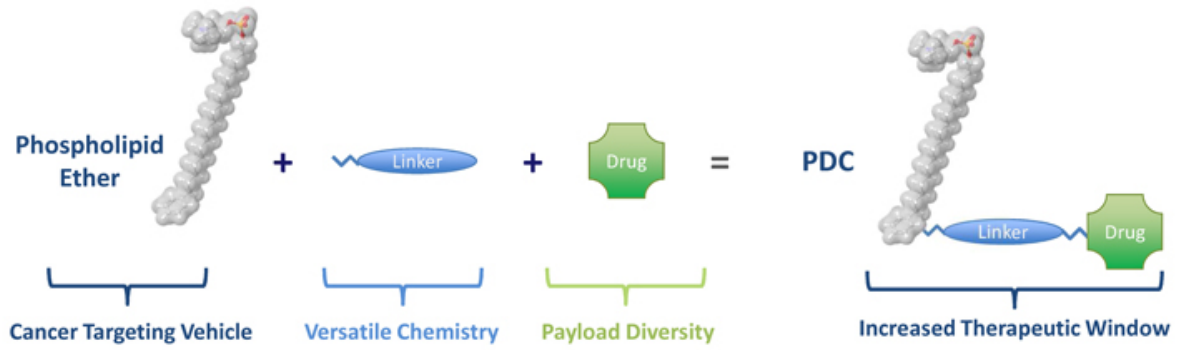 Phospholipid
Ether
+
Linker
+
Drug
=
PDC
Linker
Drug
Cancer Targeting Vehicle
Versatile Chemistry
Payload Diversity
Increased Therapeutic Window